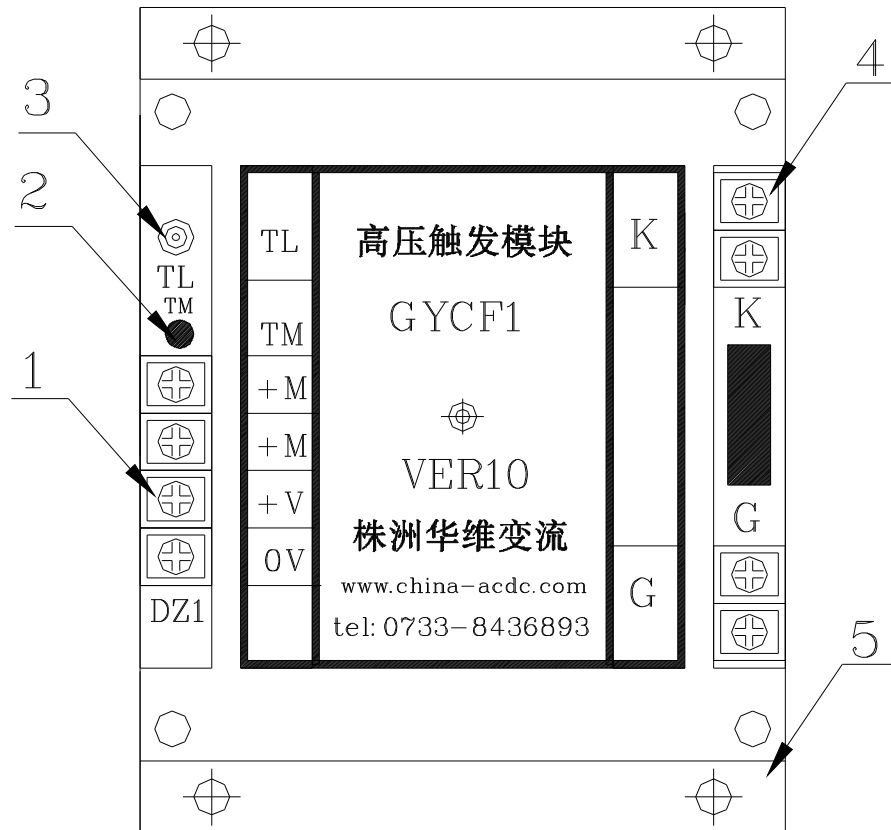 3
2
1
4
5
TL
TM
DZ1
TL
TM
+M
+M
+V
0V
高压触发模块
GYCF1
VER10
株洲华维变流
www.china-acdc.com
tel:0733-8436893
K
G
K
G